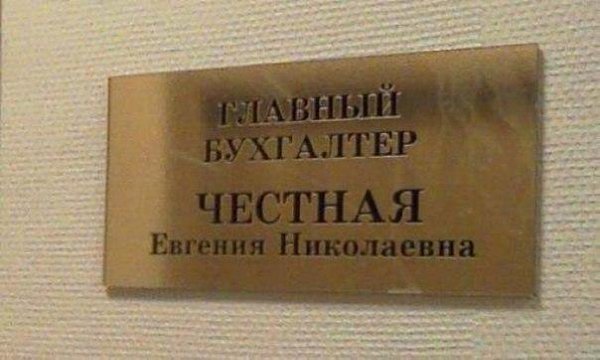 ГЛАВНЫЙ
БУХГАЛТЕР
ЧЕСТНАЯ
Евгения Николаевна